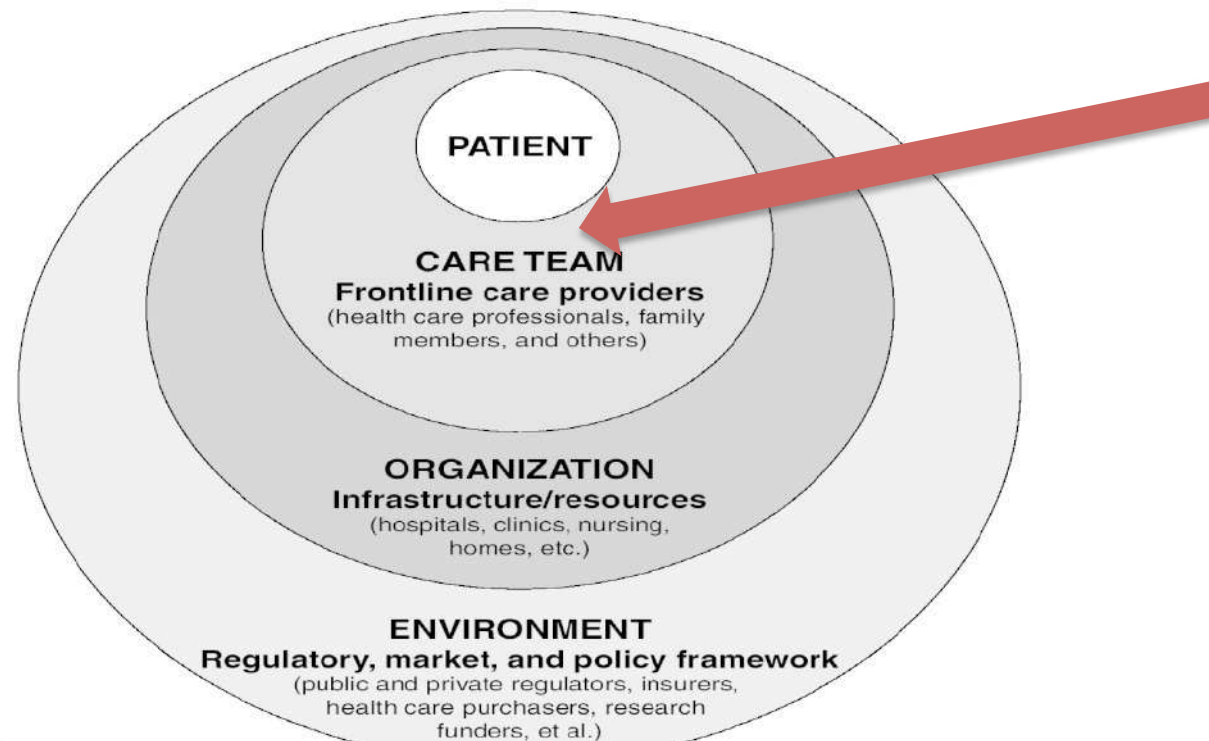 PATIENT
CARE TEAM
Frontline care providers
(health care professionals, family
members, and others)
ORGANIZATION
Infrastructure/resources
(hospitals, clinics, nursing,
homes, etc.)
ENVIRONMENT
Regulatory, market, and policy framework
(public and private regulators, insurers,
health care purchasers, research
funders, et al.)